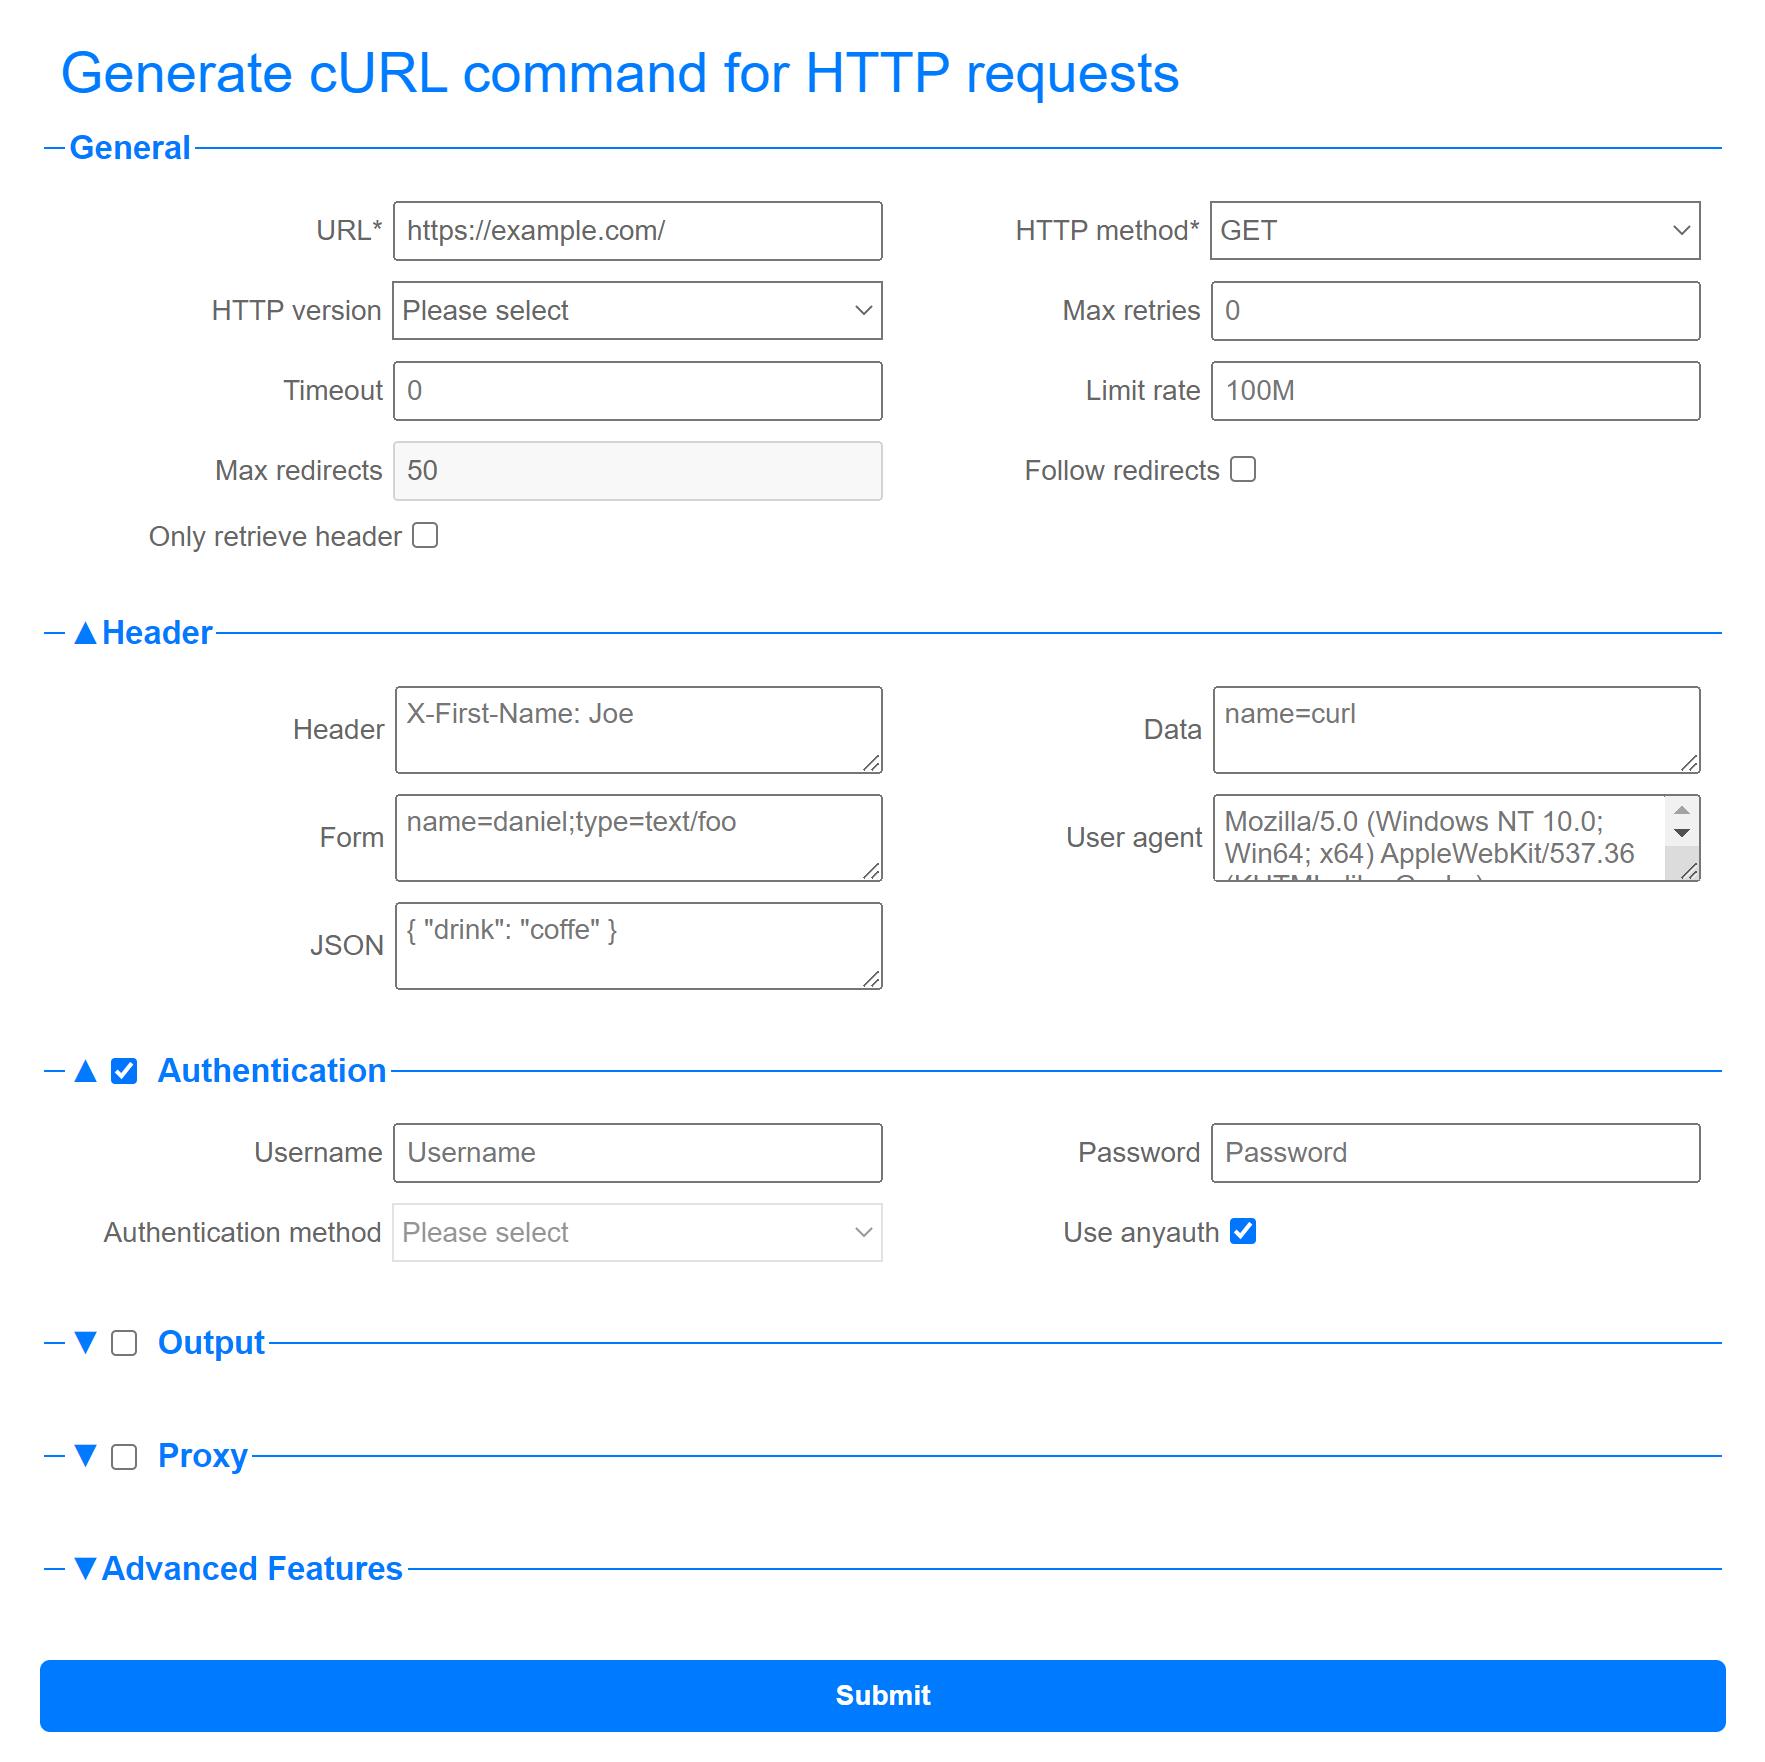 Generate cURL command for HTTP requests
General
URL* https://example.com/ HTTP method* GET
HTTP version Please select Max retries 0
Timeout 0 Limit rate 100M
Max redirects 50 Follow redirects
Only retrieve header
▲Header
Header X-First-Name: Joe Data name=curl
Form name=daniel;type=text/foo User agent Mozilla/5.0 (Windows NT 10.0;
Win64; x64) AppleWebKit/537.36
JSON { "drink": "coffe" }
▲ Authentication
Username Username Password Password
Authentication method Please select Use anyauth
▼ Output
▼ Proxy
▼Advanced Features
Submit